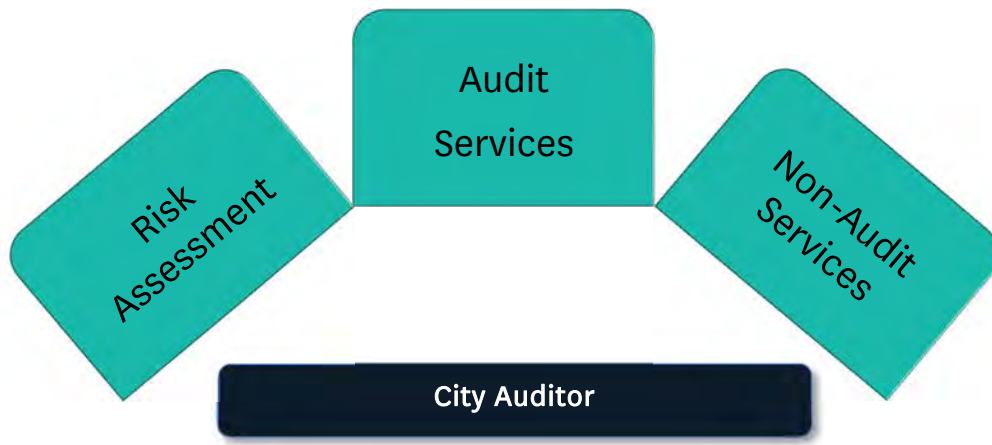 Risk
Assessment
Audit
Services
Non-Audit
Services
City Auditor